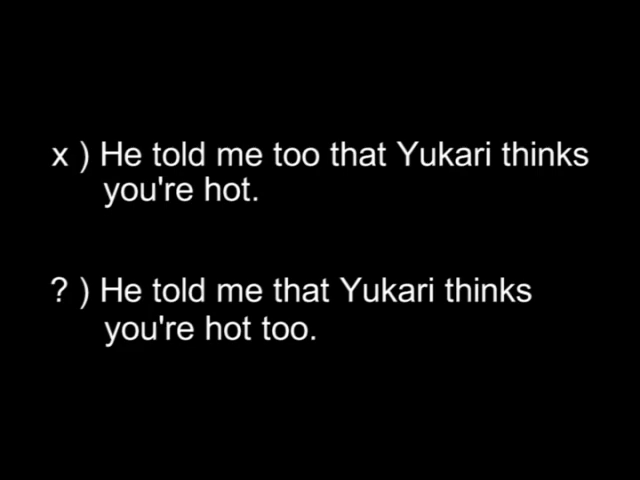 x ) He told me too that Yukari thinks
you're hot.
? ) He told me that Yukari thinks
you're hot too.